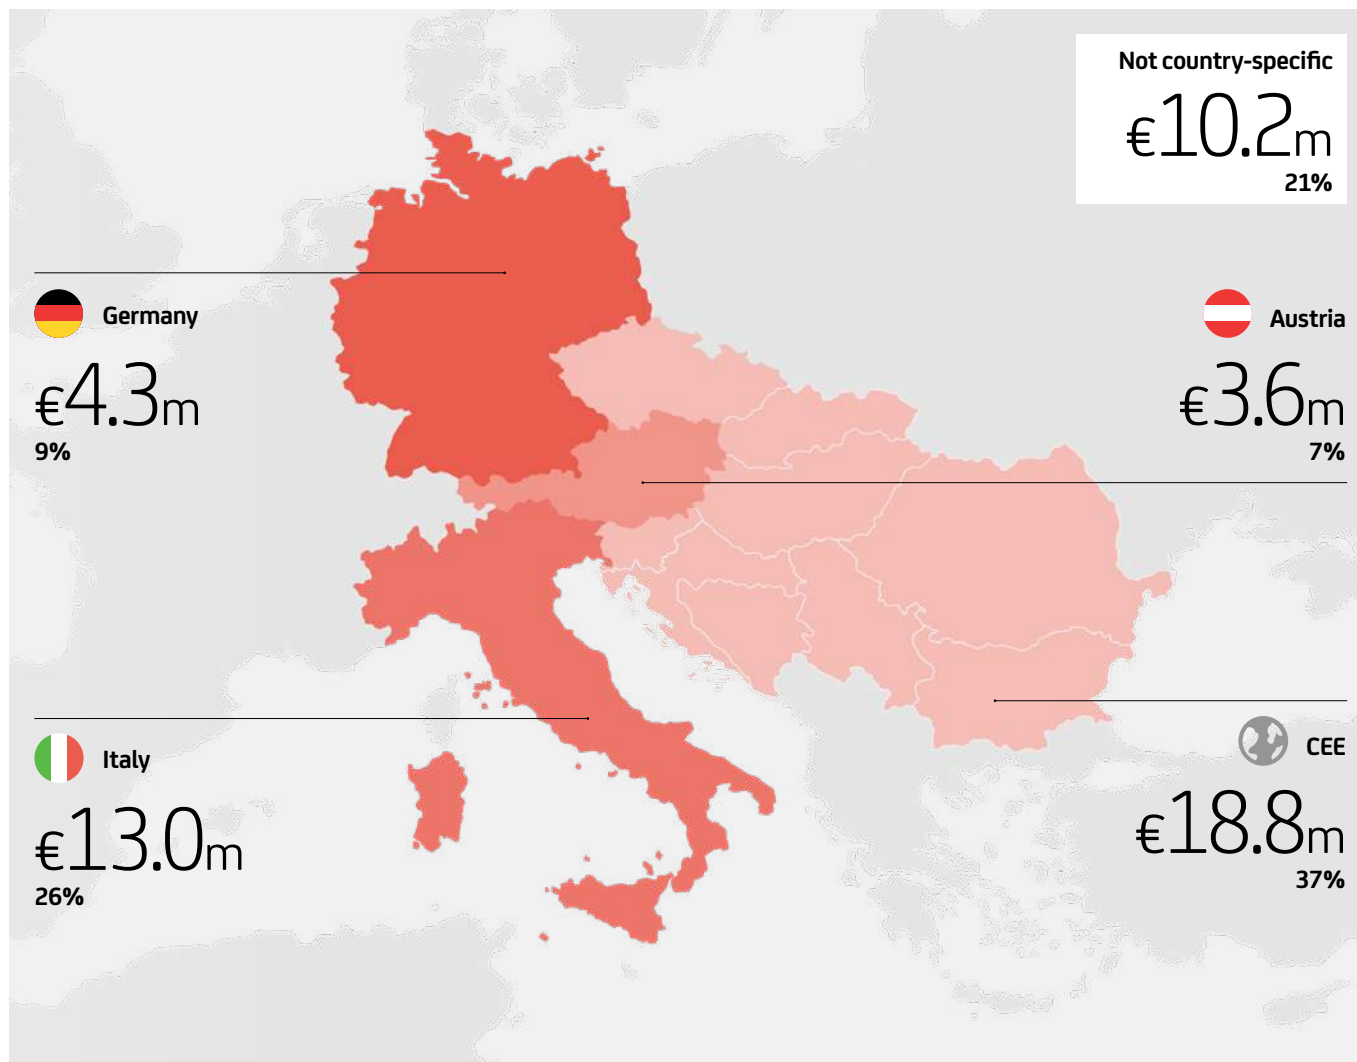 Not country-specific
€10.2m
21%
Germany
€4.3m
9%
Austria
€3.6m
7%
Italy
€13.0m
26%
CEE
€18.8m
37%